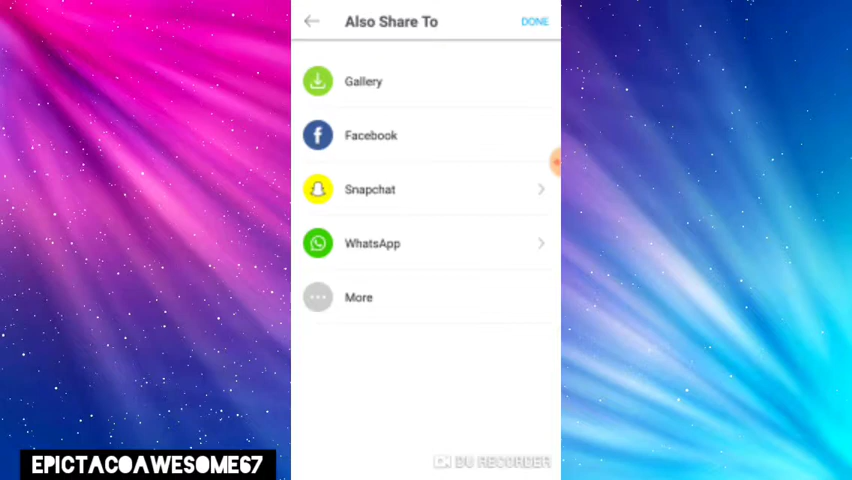 Also Share To
DONE
Gallery
Facebook
Snapchat
WhatsApp
More
DU RECORDER
EPICTACOAWESOME67